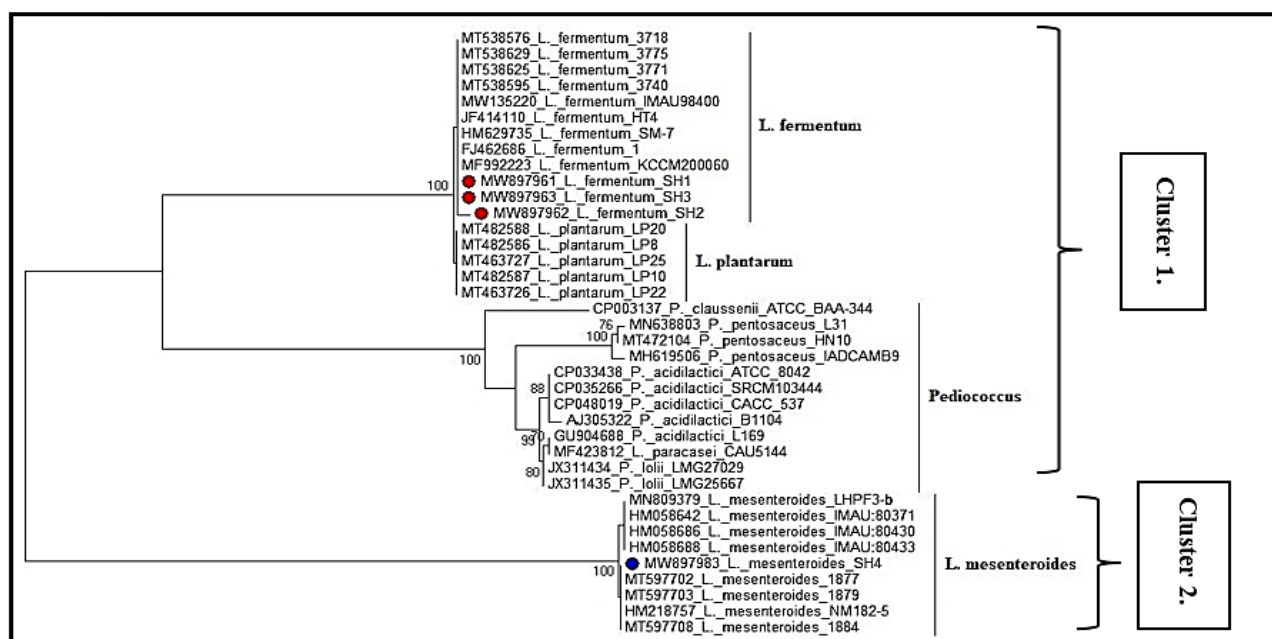 MT538576_L._fermentum_3718
MT538629_L._fermentum_3775
MT538625_L._fermentum_3771
MT538595_L._fermentum_3740
MW135220_L._fermentum_IMAU98400
JF414110_L._fermentum_HT4
HM629735_L._fermentum_SM-7
FJ462686_L._fermentum_1
MF992223_L._fermentum_KCCM200060
100
MW897961_L._fermentum_SH1
MW897963_L._fermentum_SH3
MW897962_L._fermentum_SH2
L. fermentum
MT482588_L._plantarum_LP20
MT482586_L._plantarum_LP8
MT463727_L._plantarum_LP25
MT482587_L._plantarum_LP10
MT463726_L._plantarum_LP22
L. plantarum
CP003137_P._claussenii_ATCC_BAA-344
76
MN638803_P._pentosaceus_L31
100
MT472104_P._pentosaceus_HN10
100
MH619506_P._pentosaceus_IADCAMB9
CP033438_P._acidilactici_ATCC_8042
88
CP035266_P._acidilactici_SRCM103444
CP048019_P._acidilactici_CACC_537
AJ305322_P._acidilactici_B1104
70
GU904688_P._acidilactici_L169
99
MF423812_L._paracasei_CAU5144
JX311434_P._lolii_LMG27029
80
JX311435_P._lolii_LMG25667
Pediococcus
Cluster 1.
MN809379_L._mesenteroides_LHPF3-b
HM058642_L._mesenteroides_IMAU:80371
HM058686_L._mesenteroides_IMAU:80430
HM058688_L._mesenteroides_IMAU:80433
100
MW897983_L._mesenteroides_SH4
MT597702_L._mesenteroides_1877
MT597703_L._mesenteroides_1879
HM218757_L._mesenteroides_NM182-5
MT597708_L._mesenteroides_1884
L. mesenteroides
Cluster 2.